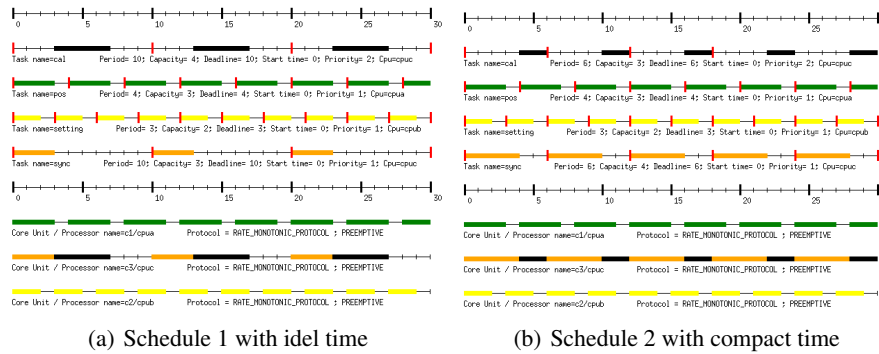 0 5 10 15 20 25 30
Task name=cal Period= 10; Capacity= 4; Deadline= 10; Start time= 0; Priority= 2; Cpu=cpuc
Task name=pos Period= 4; Capacity= 3; Deadline= 4; Start time= 0; Priority= 1; Cpu=cpua
Task name=setting Period= 3; Capacity= 2; Deadline= 3; Start time= 0; Priority= 1; Cpu=cpub
Task name=sync Period= 10; Capacity= 3; Deadline= 10; Start time= 0; Priority= 1; Cpu=cpuc
0 5 10 15 20 25 30
Core Unit / Processor name=c1/cpua Protocol = RATE_MONOTONIC_PROTOCOL ; PREEMPTIVE
Core Unit / Processor name=c3/cpuc Protocol = RATE_MONOTONIC_PROTOCOL ; PREEMPTIVE
Core Unit / Processor name=c2/cpub Protocol = RATE_MONOTONIC_PROTOCOL ; PREEMPTIVE
(a) Schedule 1 with idel time
0 5 10 15 20 25
Task name=cal Period= 6; Capacity= 2; Deadline= 6; Start time= 0; Priority= 2; Cpu=cpuc
Task name=pos Period= 4; Capacity= 3; Deadline= 4; Start time= 0; Priority= 1; Cpu=cpua
Task name=setting Period= 3; Capacity= 2; Deadline= 3; Start time= 0; Priority= 1; Cpu=cpub
Task name=sync Period= 6; Capacity= 4; Deadline= 6; Start time= 0; Priority= 1; Cpu=cpuc
0 5 10 15 20 25
Core Unit / Processor name=c1/cpua Protocol = RATE_MONOTONIC_PROTOCOL ; PREEMPTIVE
Core Unit / Processor name=c3/cpuc Protocol = RATE_MONOTONIC_PROTOCOL ; PREEMPTIVE
Core Unit / Processor name=c2/cpub Protocol = RATE_MONOTONIC_PROTOCOL ; PREEMPTIVE
(b) Schedule 2 with compact time